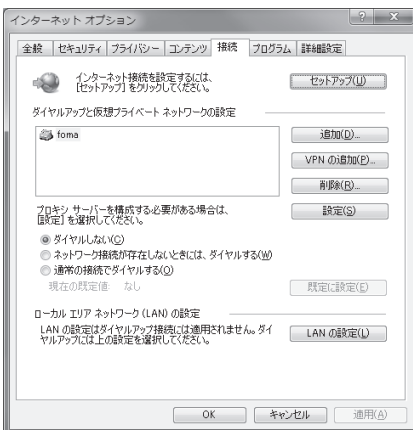 インターネット オプション
全般 セキュリティ プライバシー コンテンツ 接続 プログラム 詳細設定
インターネット接続を設定するには、
[セットアップ] をクリックしてください。
セットアップ(U)
ダイヤルアップと仮想プライベート ネットワークの設定
foma
追加(D)...
VPN の追加(P)...
削除(R)...
プロキシ サーバーを構成する必要がある場合は、
[設定] を選択してください。
設定(S)
ダイヤルしない(C)
ネットワーク接続が存在しないときには、ダイヤルする(W)
通常の接続でダイヤルする(O)
現在の既定値: なし
既定に設定(E)
ローカル エリア ネットワーク (LAN) の設定
LAN の設定はダイヤルアップ接続には適用されません。ダイ
ヤルアップには上の設定を選択してください。
LAN の設定(L)
OK キャンセル 適用(A)